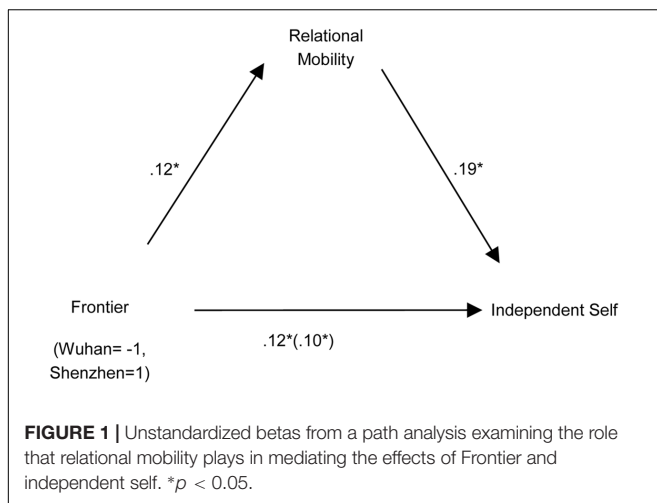 Relational
Mobility
.12*
.19*
Frontier
Independent Self
.12*(.10*)
(Wuhan= -1,
Shenzhen=1)
FIGURE 1 | Unstandardized betas from a path analysis examining the role
that relational mobility plays in mediating the effects of Frontier and
independent self. *p < 0.05.